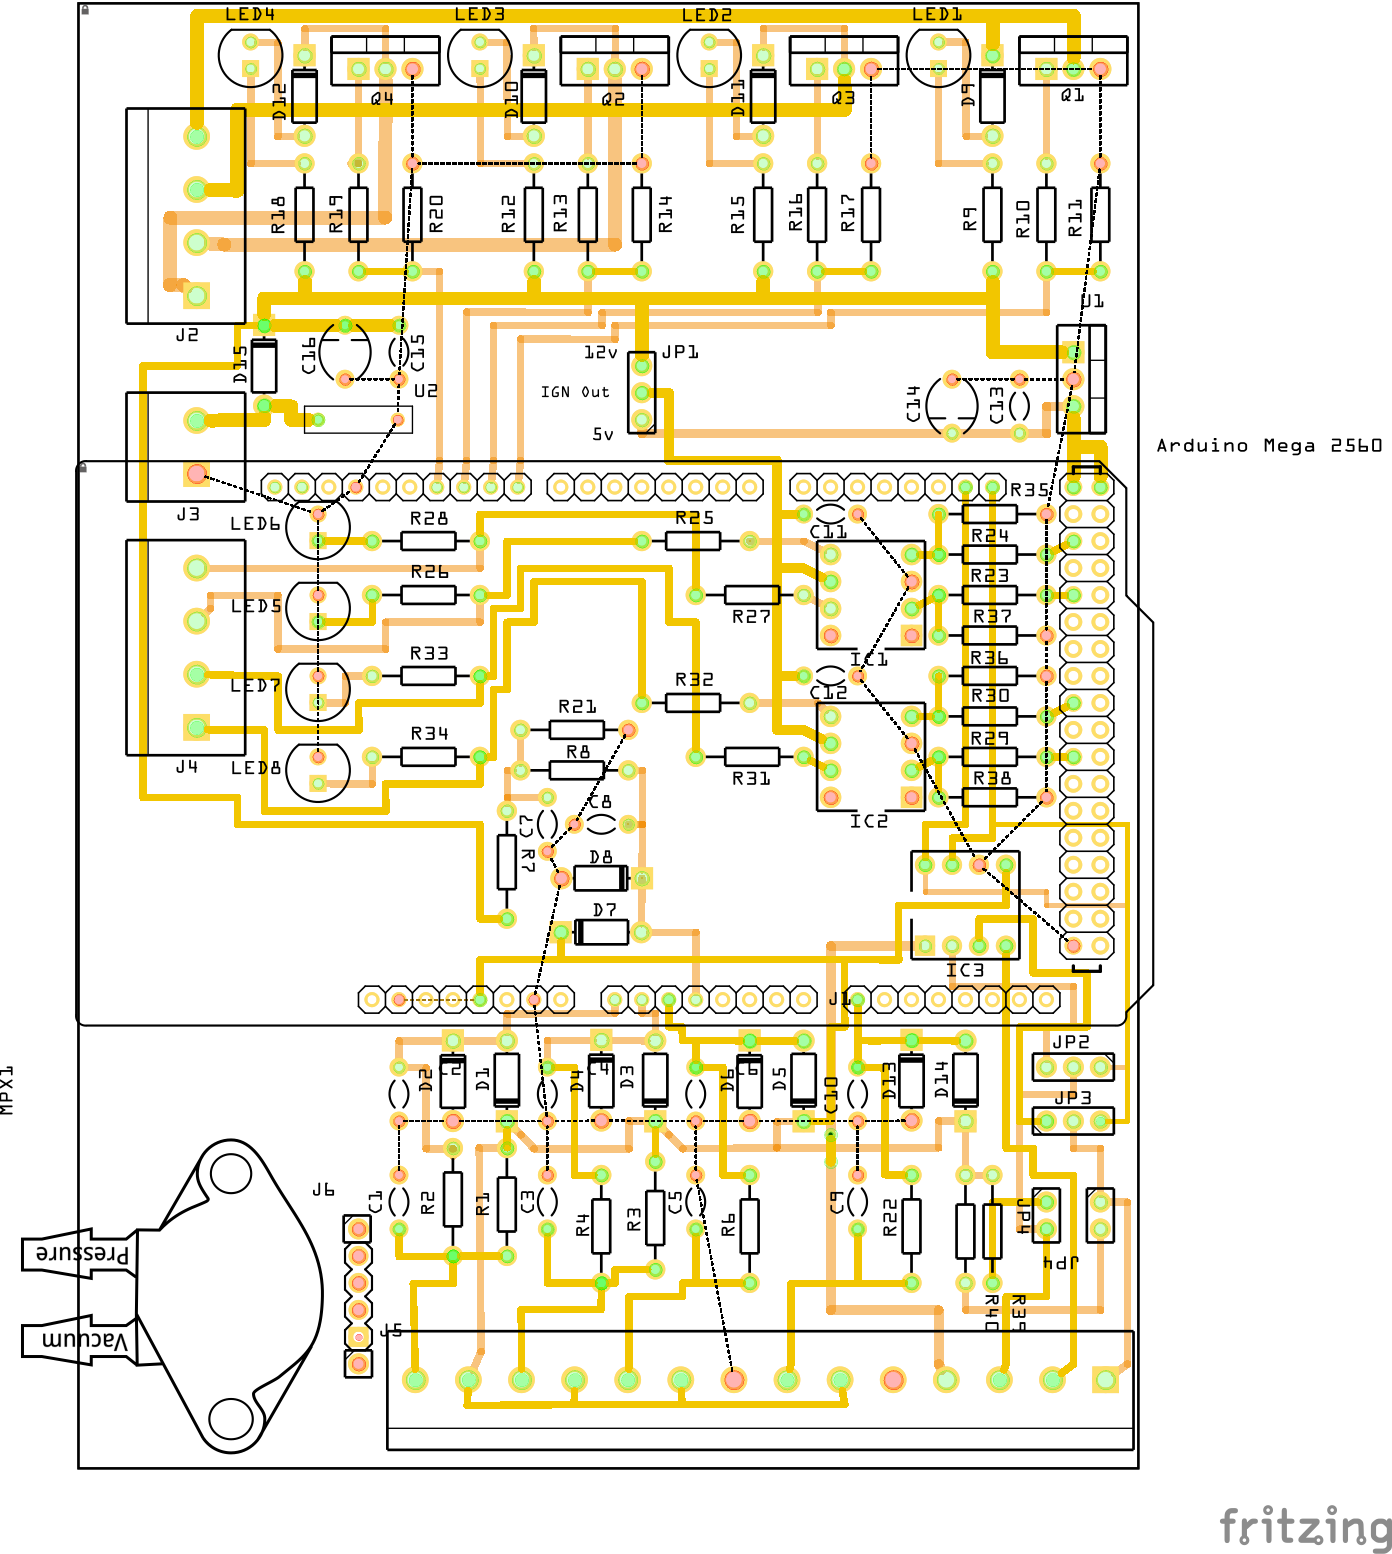 LED4 LED3 LED2 LED1
D12 Q4 D10 Q2 D11 Q3 D9 Q1
R18 R19 R20 R12 R13 R14 R15 R16 R17 R9 R10 R11
J2
U1
D15 C16 C15 U2
12v JP1
IGN Out
5v
C14 C13
Arduino Mega 2560
J3
LED6 R28 R25 C11 R35
R24
R26 R23
LED5 R27 R37
IC1
R33 R36
LED7 R32 C12 R30
R21
J4 LED8 R34 R8 R31 R29
R38
C7 C8 IC2
R7 D8
D7
IC3
J1
MPX1
D2 C2 D1 D4 C4 D3 D6 C6 D5 C10 D13 D14
JP2
JP3
J6
C1 R2 R1 C3 R4 R3 C5 R6 C9 R22 JP4
JP4
Pressure
R40 R39
Vacuum
J5
fritzing